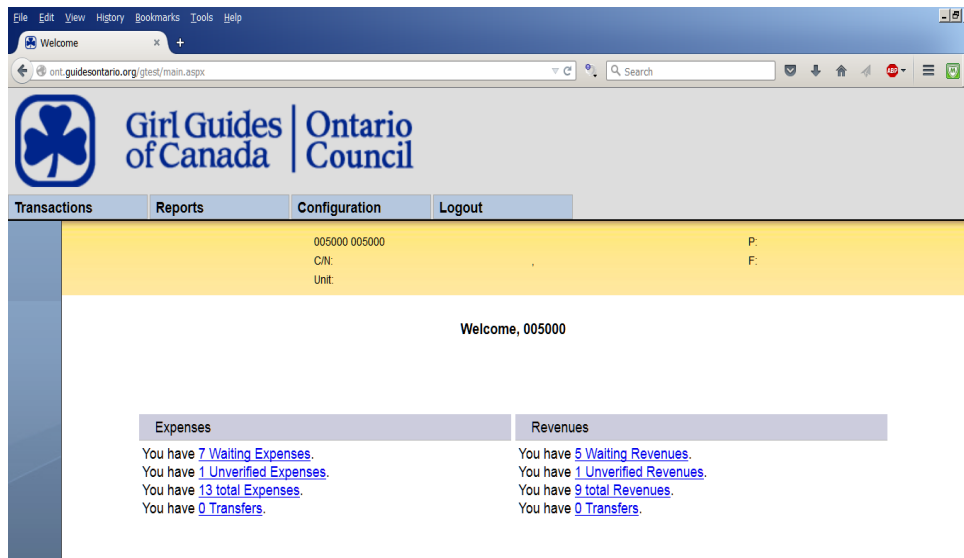 File Edit View History Bookmarks Tools Help
Welcome × +
ont.guidesontario.org/gtest/main.aspx Search ABP
Girl Guides of Canada
Ontario Council
Transactions Reports Configuration Logout
005000 005000 P:
C/N: , F:
Unit:
Welcome, 005000
Expenses
You have 7 Waiting Expenses.
You have 1 Unverified Expenses.
You have 13 total Expenses.
You have 0 Transfers.
Revenues
You have 5 Waiting Revenues.
You have 1 Unverified Revenues.
You have 9 total Revenues.
You have 0 Transfers.